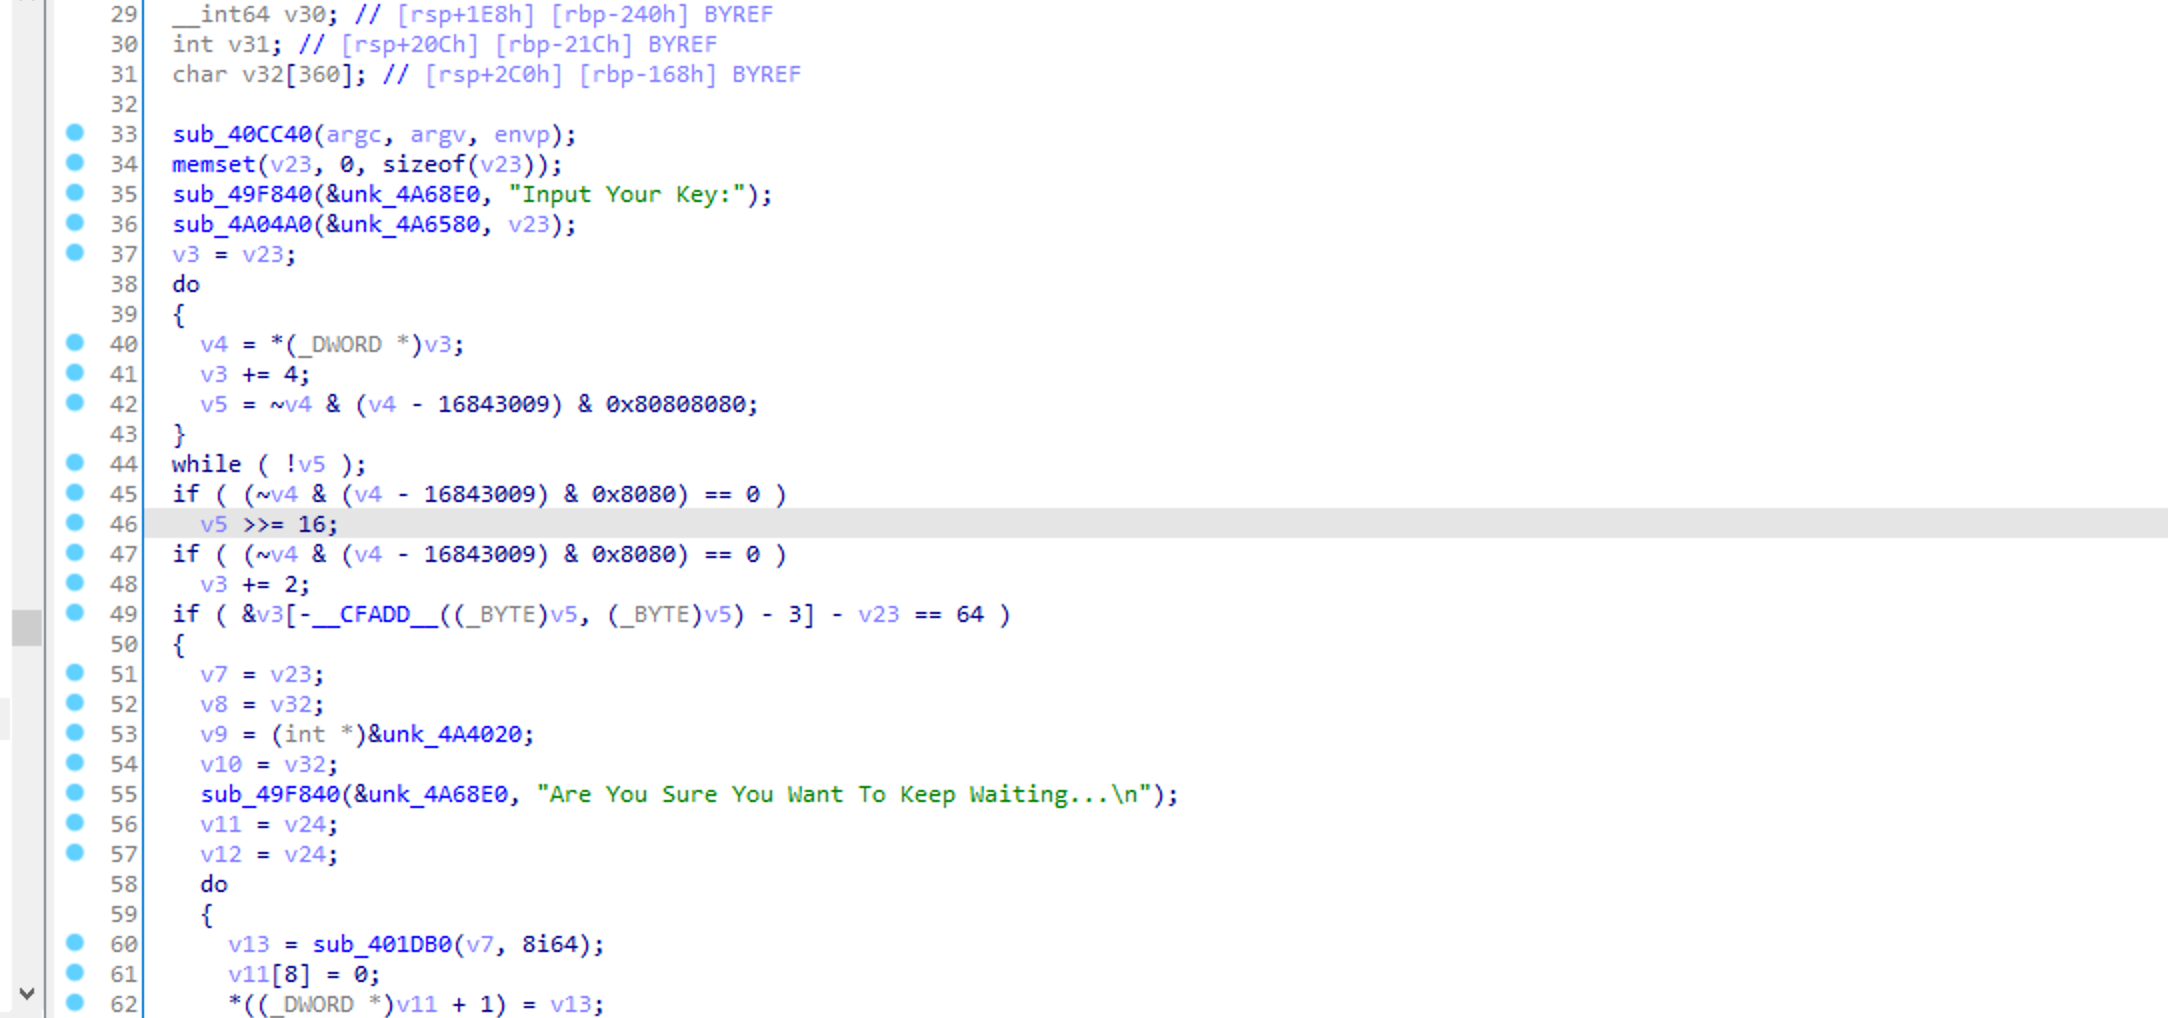 29 __int64 v30; // [rsp+1E8h] [rbp-240h] BYREF
30 int v31; // [rsp+20Ch] [rbp-21Ch] BYREF
31 char v32[360]; // [rsp+2C0h] [rbp-168h] BYREF
32
33 sub_40CC40(argc, argv, envp);
34 memset(v23, 0, sizeof(v23));
35 sub_49F840(&unk_4A68E0, "Input Your Key:");
36 sub_4A04A0(&unk_4A6580, v23);
37 v3 = v23;
38 do
39 {
40 v4 = *(_DWORD *)v3;
41 v3 += 4;
42 v5 = ~v4 & (v4 - 16843009) & 0x80808080;
43 }
44 while ( !v5 );
45 if ( (~v4 & (v4 - 16843009) & 0x8080) == 0 )
46 v5 >>= 16;
47 if ( (~v4 & (v4 - 16843009) & 0x8080) == 0 )
48 v3 += 2;
49 if ( &v3[-__CFADD__((_BYTE)v5, (_BYTE)v5) - 3] - v23 == 64 )
50 {
51 v7 = v23;
52 v8 = v32;
53 v9 = (int *)&unk_4A4020;
54 v10 = v32;
55 sub_49F840(&unk_4A68E0, "Are You Sure You Want To Keep Waiting...\n");
56 v11 = v24;
57 v12 = v24;
58 do
59 {
60 v13 = sub_401DB0(v7, 8i64);
61 v11[8] = 0;
62 *((_DWORD *)v11 + 1) = v13;